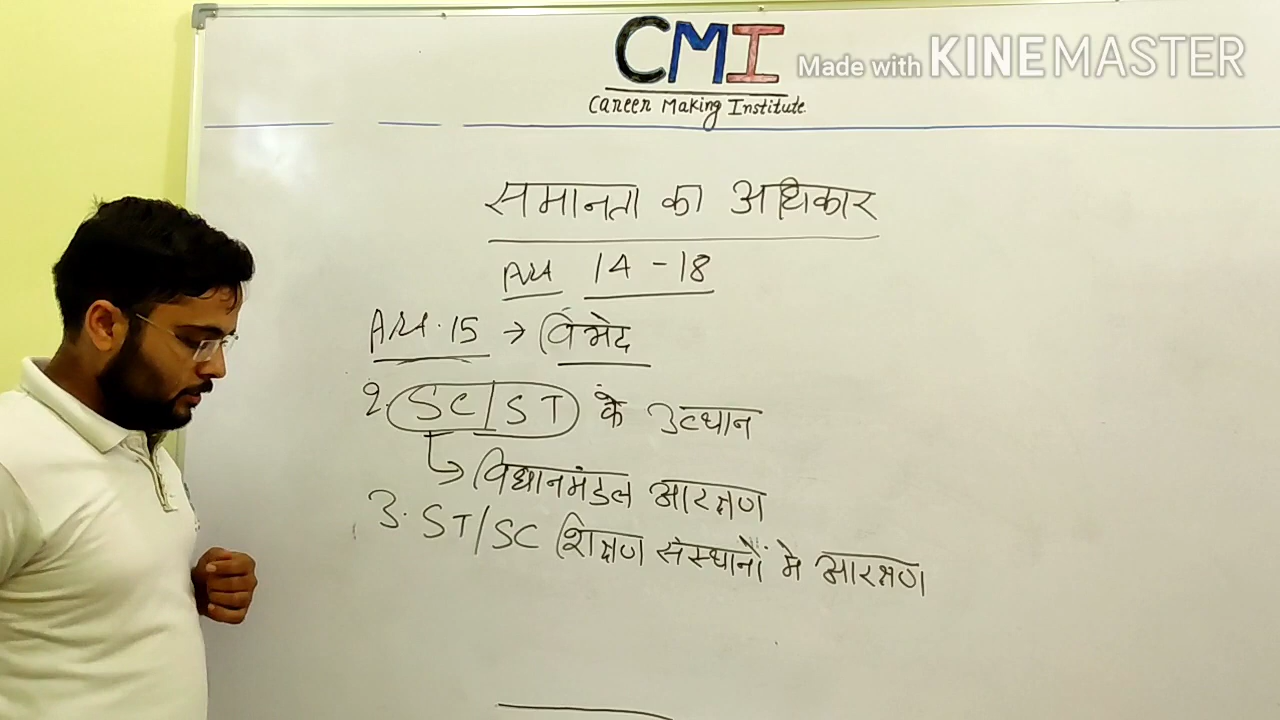 CMI
Made with KINEMASTER
Career Making Institute
समानता का अधिकार
Art 14 - 18
Art. 15 → विभेद
2. SC/ST के उत्थान
↳ विधानमंडल आरक्षण
3. ST/SC शिक्षण संस्थानों मे आरक्षण